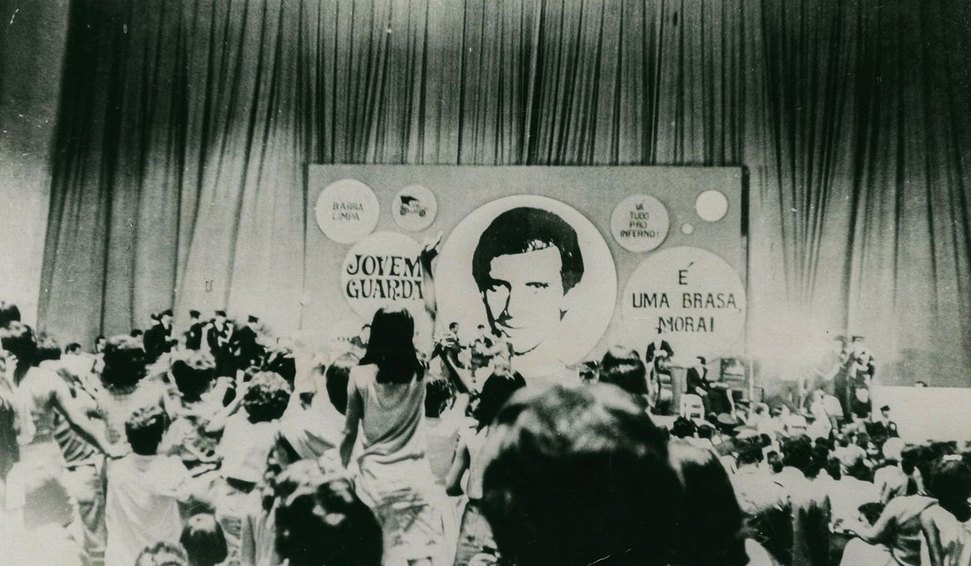 BARRA
LIMPA
JOVEM
GUARDA
VÁ
TUDO
PRO
INFERNO!
É
UMA BRASA,
MORA!